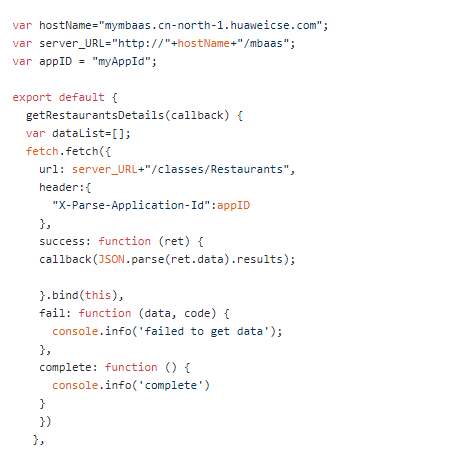 var hostName="mymbaas.cn-north-1.huaweicse.com";
var server_URL="http://"+hostName+"/mbaas";
var appID = "myAppId";

export default {
  getRestaurantsDetails(callback) {
  var dataList=[];
  fetch.fetch({
    url: server_URL+"/classes/Restaurants",
    header:{
      "X-Parse-Application-Id":appID
    },
    success: function (ret) {
    callback(JSON.parse(ret.data).results);

    }.bind(this),
    fail: function (data, code) {
      console.info('failed to get data');
    },
    complete: function () {
      console.info('complete')
    }
    })
   },